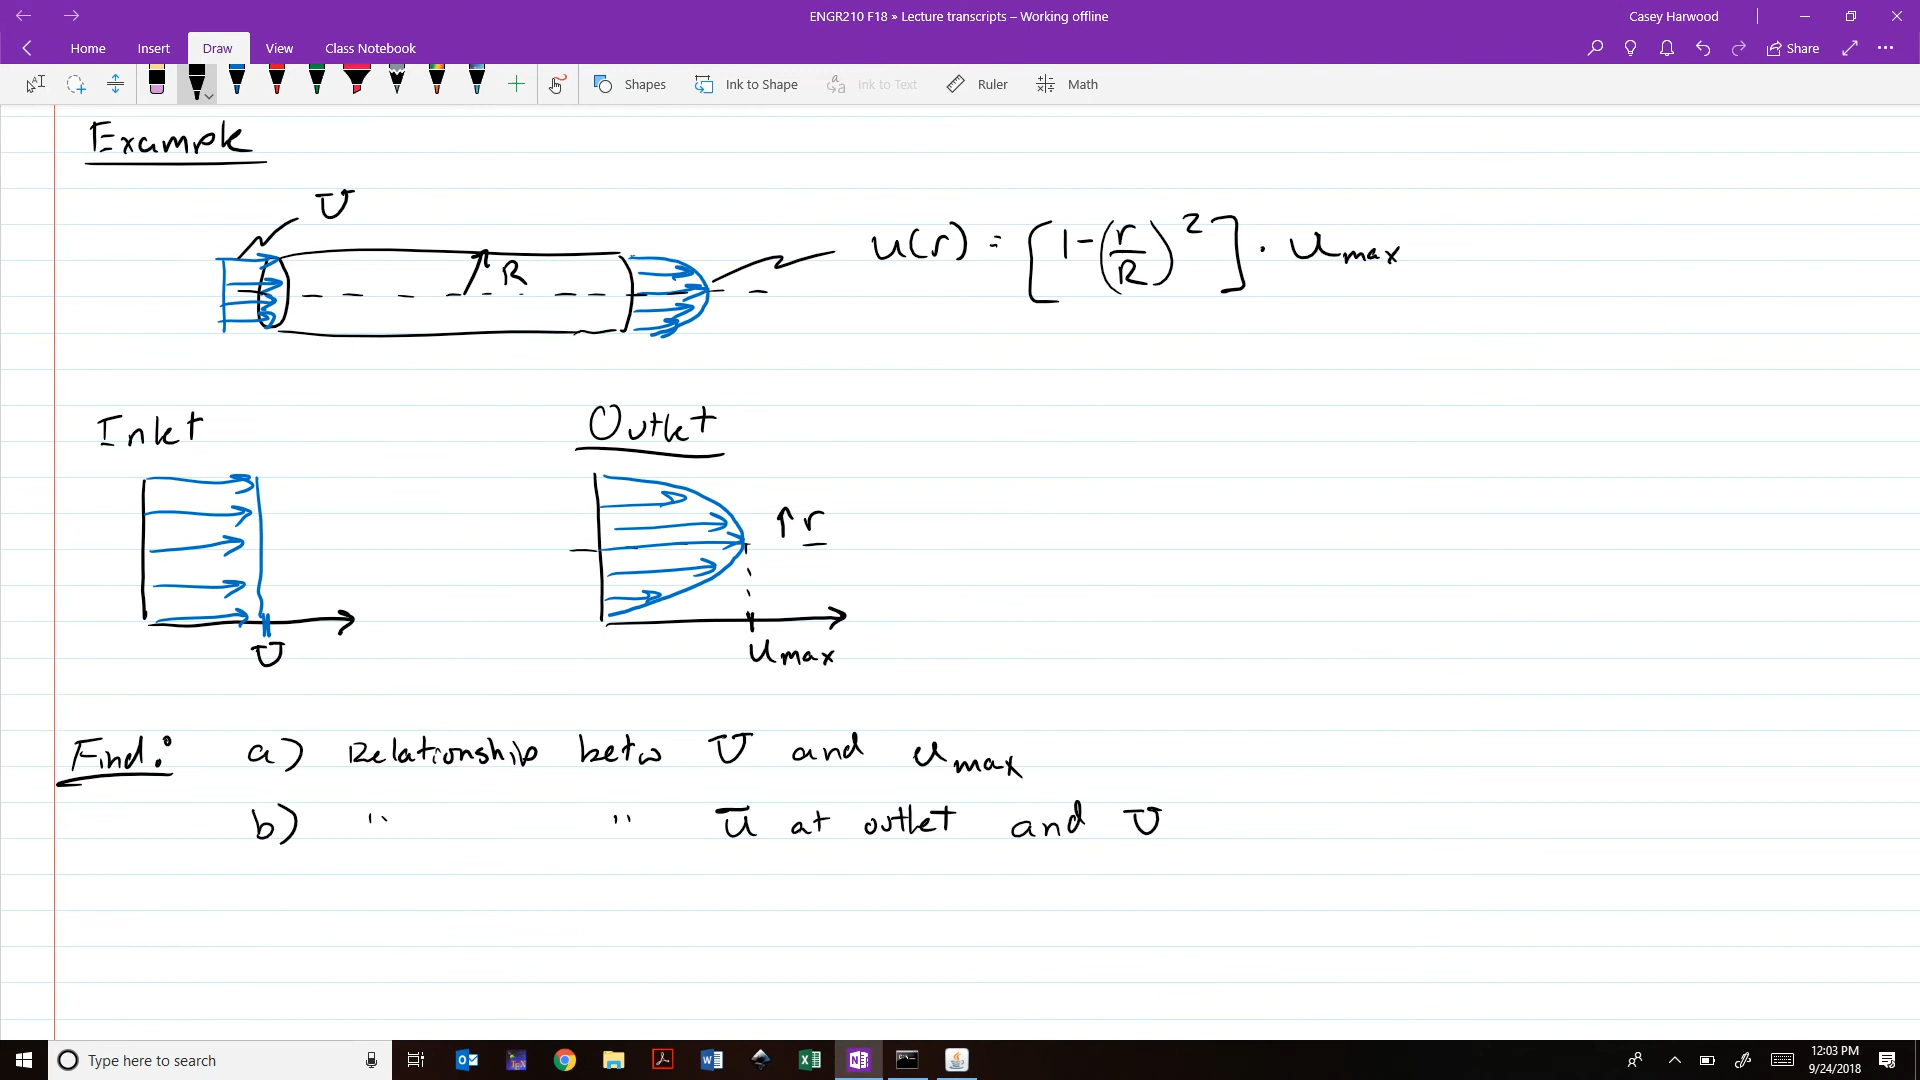 ENGR210 F18 » Lecture transcripts – Working offline
Casey Harwood
Home Insert Draw View Class Notebook
Share
Shapes Ink to Shape Ink to Text Ruler Math
Example
U
R
u(r) = [1-(r/R)²] · umax
Inlet
Outlet
↑ r
U
umax
Find: a) Relationship betw U and umax
b) " " ū at outlet and U
Type here to search
12:03 PM
9/24/2018